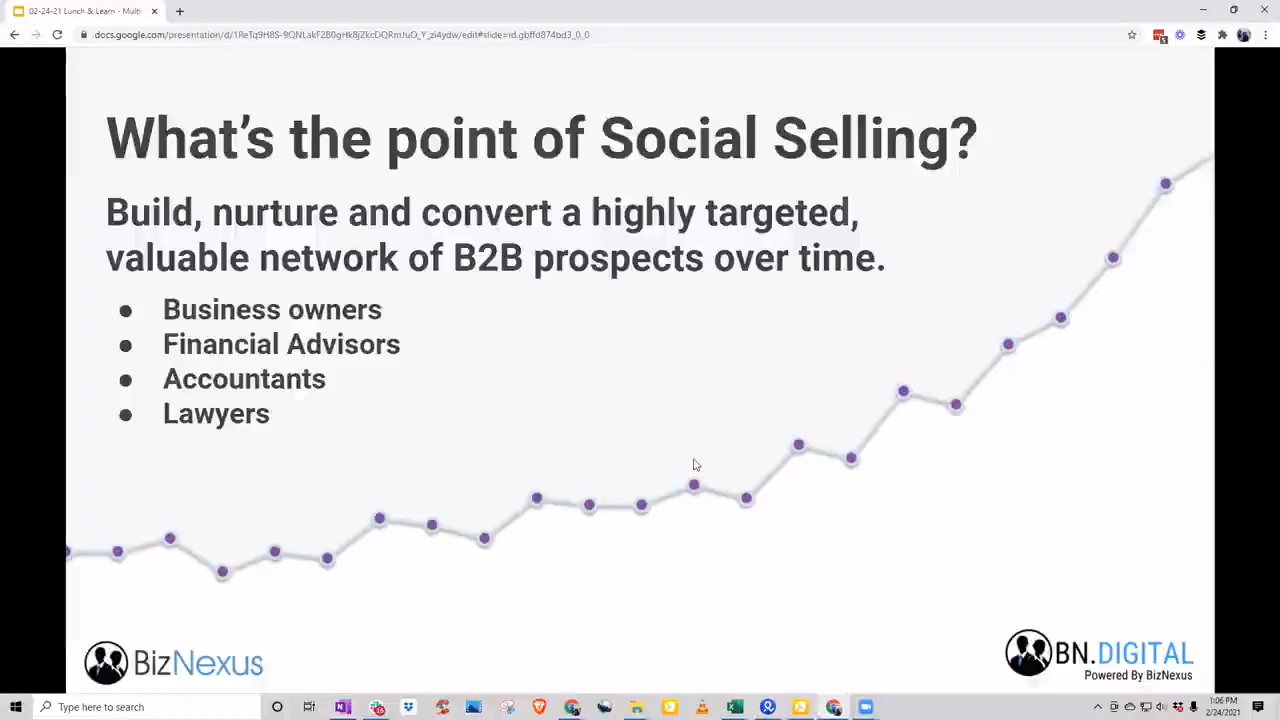 02-24-21 Lunch & Learn - Multi
What's the point of Social Selling?
Build, nurture and convert a highly targeted,
valuable network of B2B prospects over time.
● Business owners
● Financial Advisors
● Accountants
● Lawyers
BizNexus
BN.DIGITAL
Powered By BizNexus
Type here to search
1:06 PM
2/24/2021